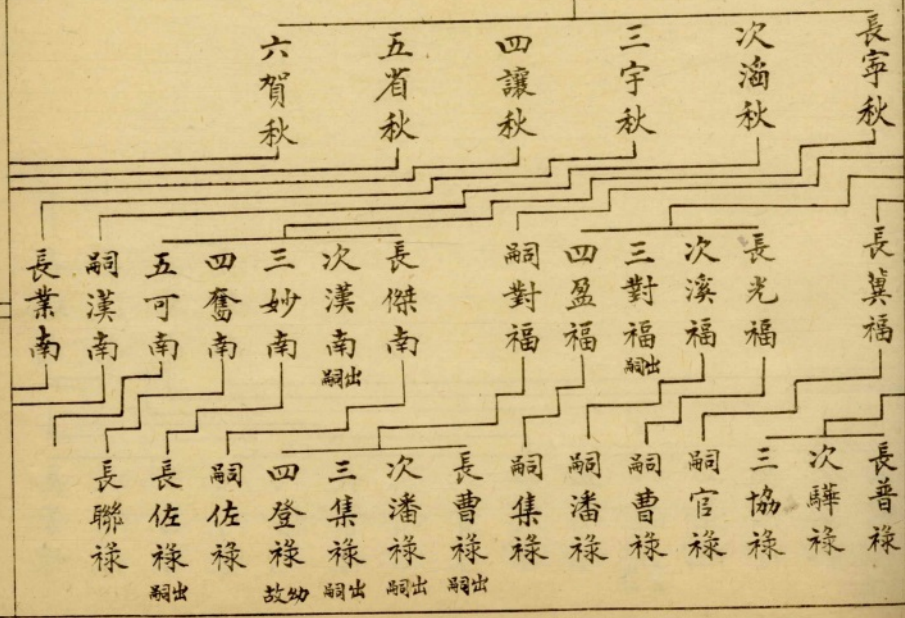 長寧秋
次滔秋
三宇秋
四讓秋
五省秋
六賀秋
長冀福
長光福
次溪福
三對福 出嗣
四盈福
嗣對福
長傑南
次漢南 出嗣
三妙南
四奮南
五可南
嗣漢南
長業南
長普祿
次驊祿
三協祿
嗣官祿
嗣曹祿
嗣潘祿
嗣集祿
長曹祿 出嗣
次潘祿 出嗣
三集祿 出嗣
四登祿 幼故
嗣佐祿
長佐祿 出嗣
長聯祿